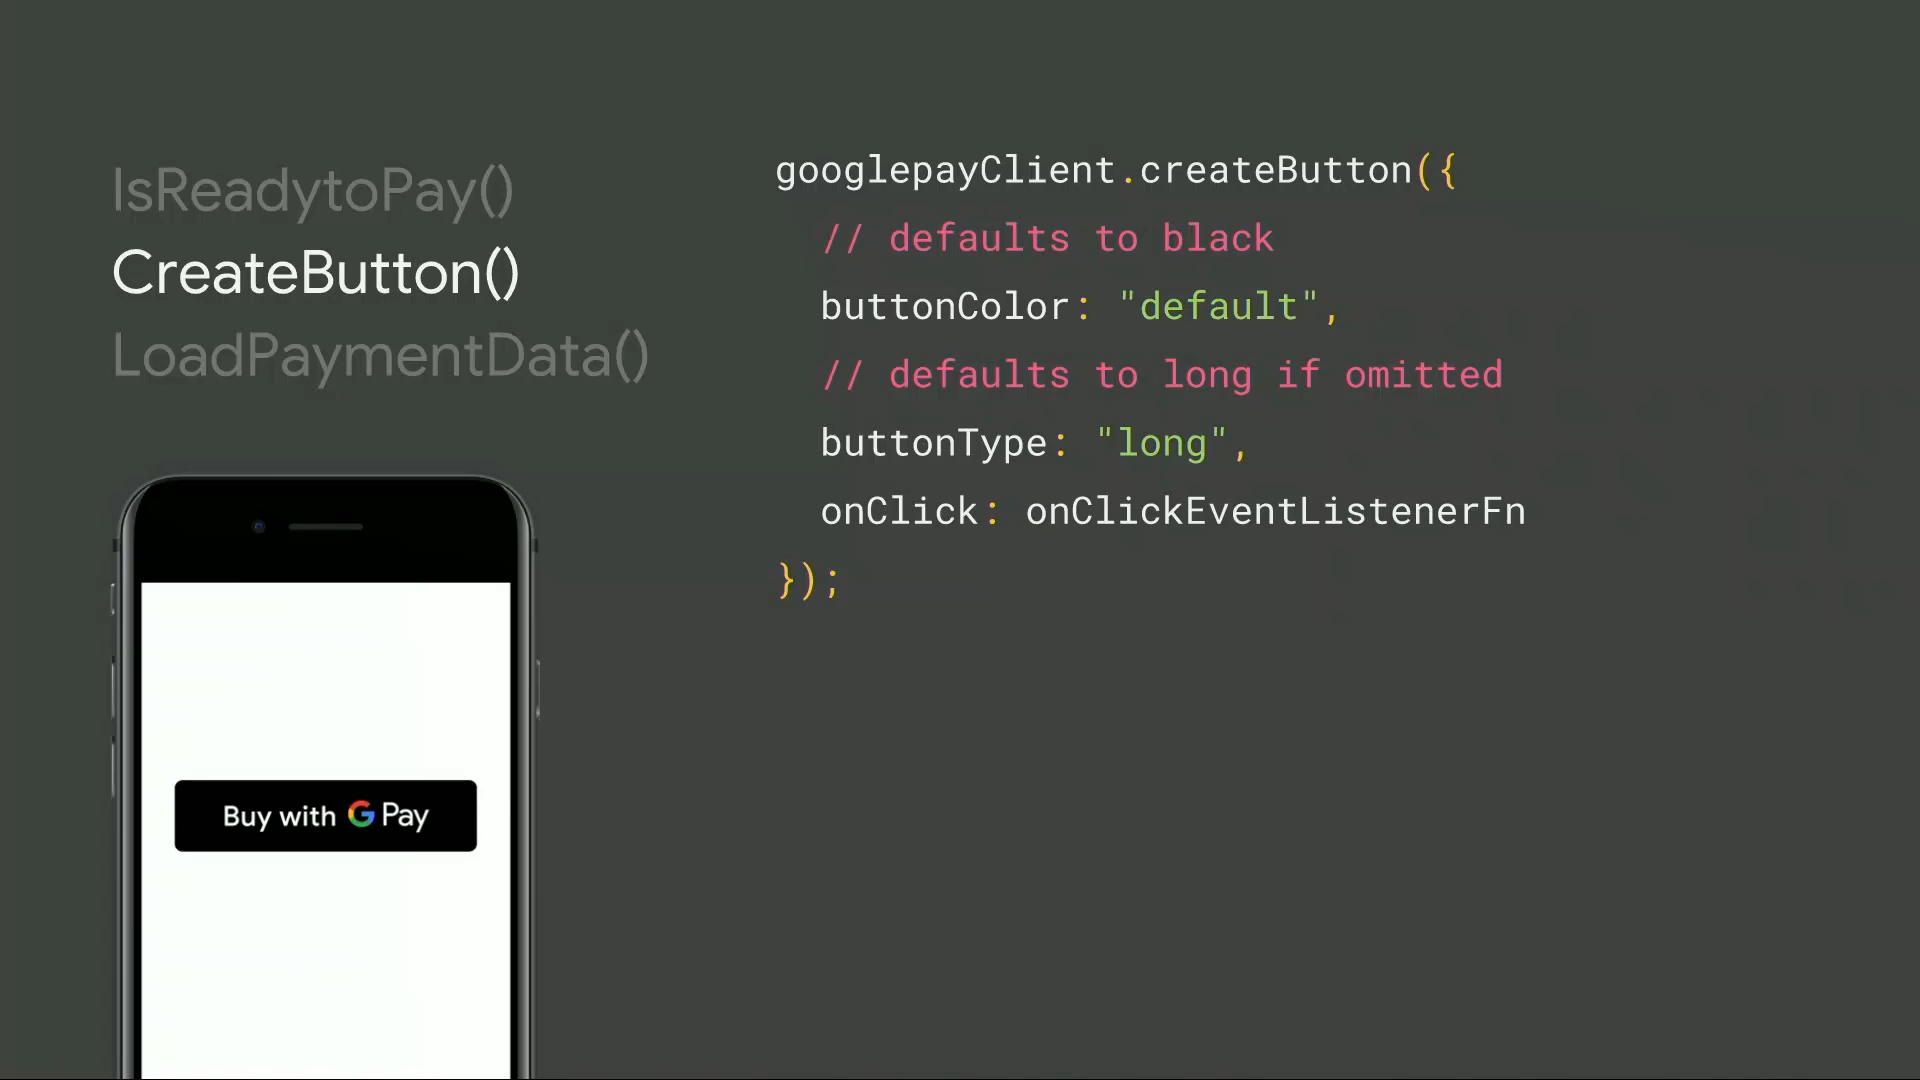 IsReadytoPay()
CreateButton()
LoadPaymentData()
googlepayClient.createButton({
// defaults to black
buttonColor: "default",
// defaults to long if omitted
buttonType: "long",
onClick: onClickEventListenerFn
});
Buy with G Pay